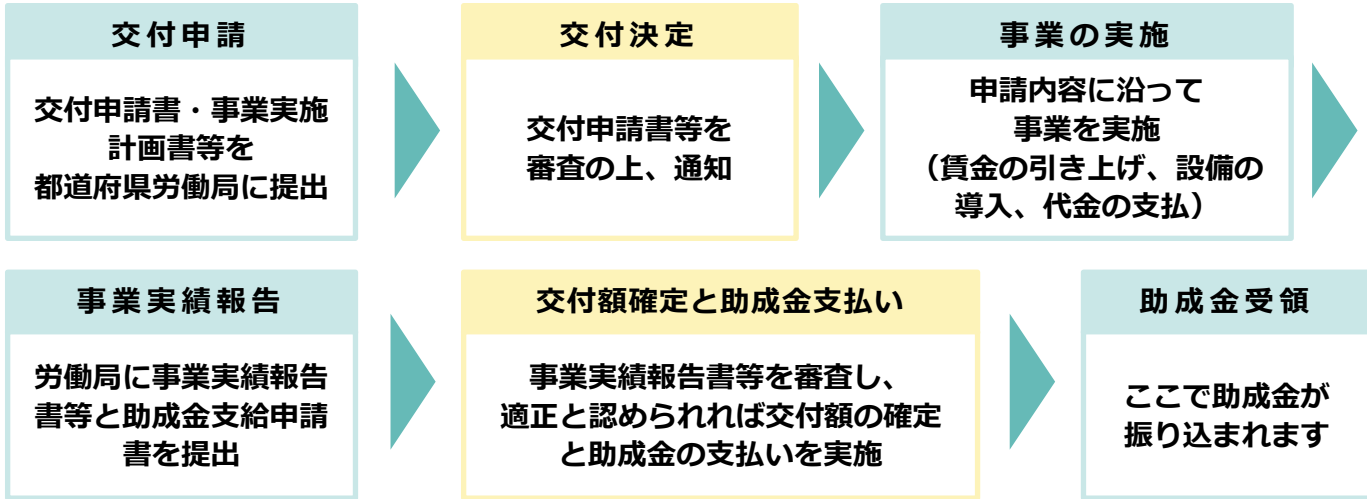 交付申請
交付申請書・事業実施
計画書等を
都道府県労働局に提出
交付決定
交付申請書等を
審査の上、通知
事業の実施
申請内容に沿って
事業を実施
（賃金の引き上げ、設備の
導入、代金の支払）
事業実績報告
労働局に事業実績報告
書等と助成金支給申請
書を提出
交付額確定と助成金支払い
事業実績報告書等を審査し、
適正と認められれば交付額の確定
と助成金の支払いを実施
助成金受領
ここで助成金が
振り込まれます